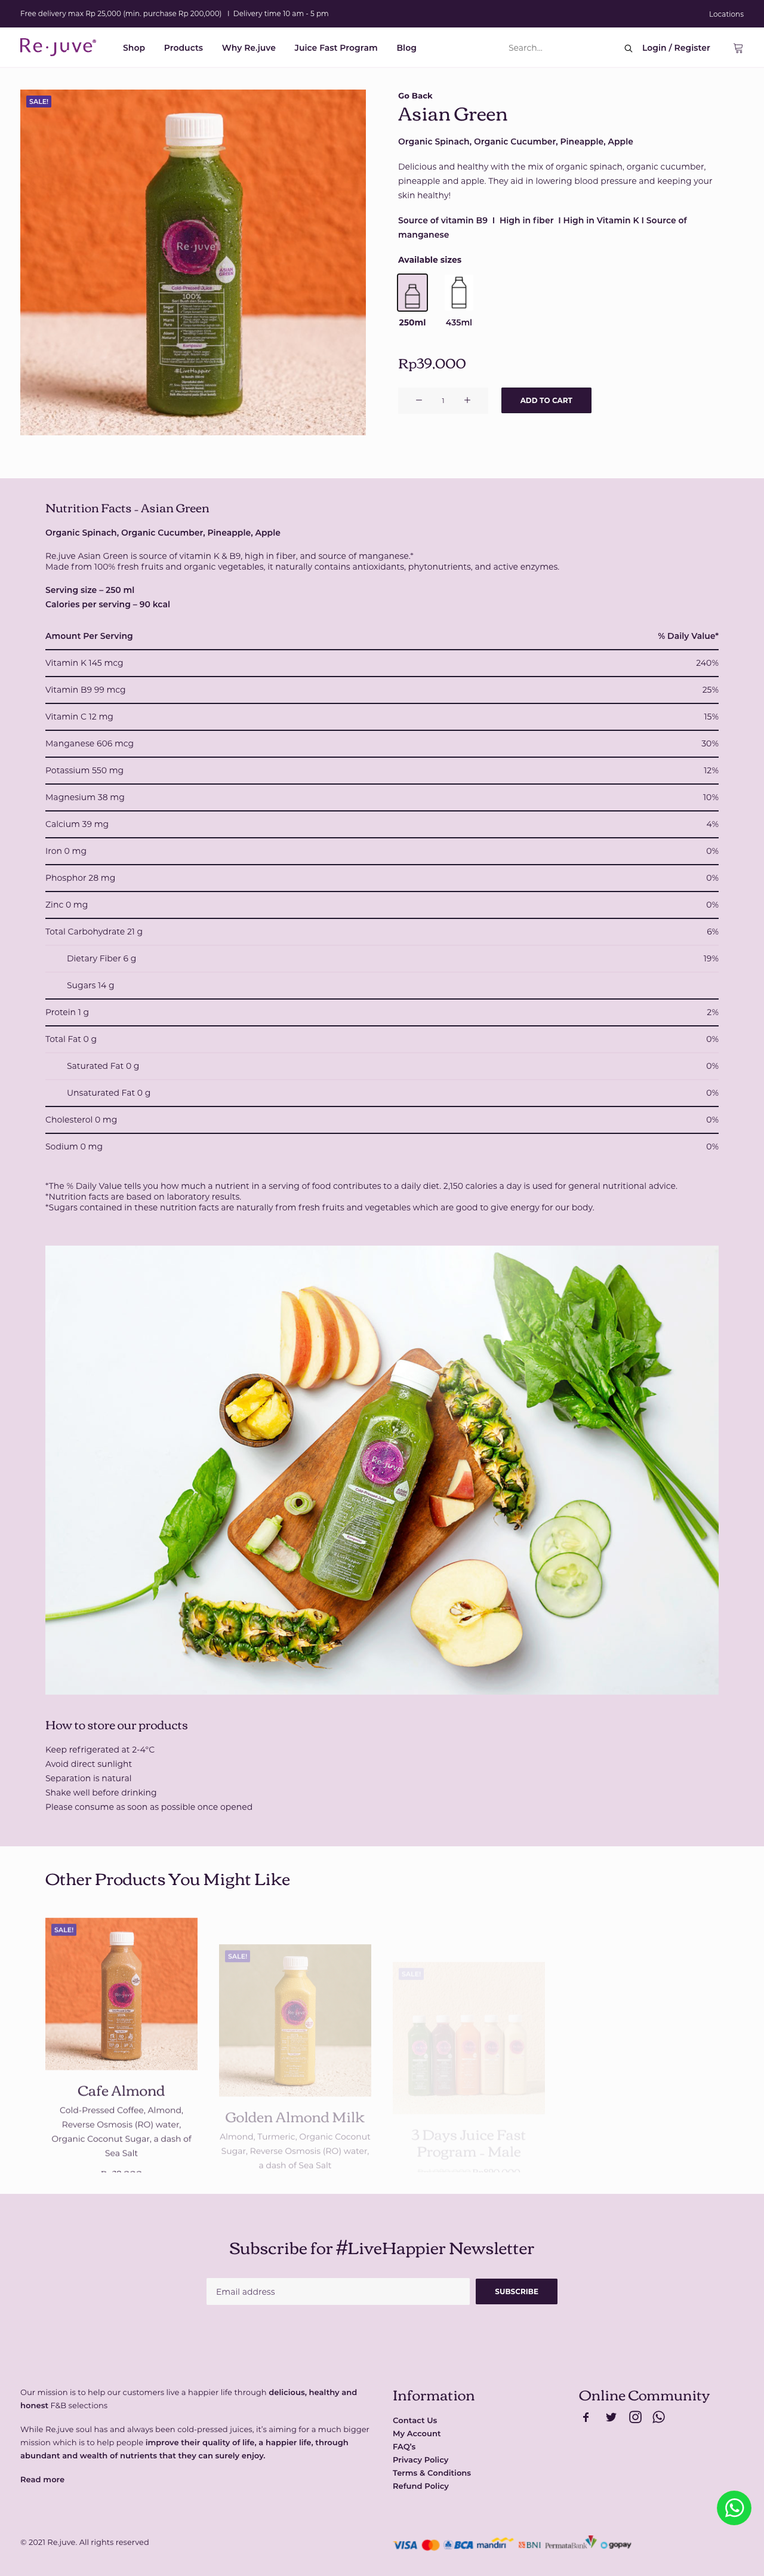 Free delivery max Rp 25,000 (min. purchase Rp 200,000) I Delivery time 10 am - 5 pm
Locations
Re.juve®
Shop
Products
Why Re.juve
Juice Fast Program
Blog
Search...
Login / Register
SALE!
Re.juve
ASIAN GREEN
Cold-Pressed Juice
100%
#LiveHappier
Go Back
Asian Green
Organic Spinach, Organic Cucumber, Pineapple, Apple
Delicious and healthy with the mix of organic spinach, organic cucumber,
pineapple and apple. They aid in lowering blood pressure and keeping your
skin healthy!
Source of vitamin B9 I High in fiber I High in Vitamin K I Source of
manganese
Available sizes
250ml
435ml
Rp39.000
− 1 +
ADD TO CART
Nutrition Facts – Asian Green
Organic Spinach, Organic Cucumber, Pineapple, Apple
Re.juve Asian Green is source of vitamin K & B9, high in fiber, and source of manganese.*
Made from 100% fresh fruits and organic vegetables, it naturally contains antioxidants, phytonutrients, and active enzymes.
Serving size – 250 ml
Calories per serving – 90 kcal
Amount Per Serving % Daily Value*
Vitamin K 145 mcg 240%
Vitamin B9 99 mcg 25%
Vitamin C 12 mg 15%
Manganese 606 mcg 30%
Potassium 550 mg 12%
Magnesium 38 mg 10%
Calcium 39 mg 4%
Iron 0 mg 0%
Phosphor 28 mg 0%
Zinc 0 mg 0%
Total Carbohydrate 21 g 6%
Dietary Fiber 6 g 19%
Sugars 14 g
Protein 1 g 2%
Total Fat 0 g 0%
Saturated Fat 0 g 0%
Unsaturated Fat 0 g 0%
Cholesterol 0 mg 0%
Sodium 0 mg 0%
*The % Daily Value tells you how much a nutrient in a serving of food contributes to a daily diet. 2,150 calories a day is used for general nutritional advice.
*Nutrition facts are based on laboratory results.
*Sugars contained in these nutrition facts are naturally from fresh fruits and vegetables which are good to give energy for our body.
Re.juve
Cold-Pressed Juice
100%
How to store our products
Keep refrigerated at 2-4°C
Avoid direct sunlight
Separation is natural
Shake well before drinking
Please consume as soon as possible once opened
Other Products You Might Like
SALE!
Re.juve
Cafe Almond
Cold-Pressed Coffee, Almond,
Reverse Osmosis (RO) water,
Organic Coconut Sugar, a dash of
Sea Salt
SALE!
Re.juve
Golden Almond Milk
Almond, Turmeric, Organic Coconut
Sugar, Reverse Osmosis (RO) water,
a dash of Sea Salt
SALE!
3 Days Juice Fast
Program – Male
Subscribe for #LiveHappier Newsletter
Email address
SUBSCRIBE
Our mission is to help our customers live a happier life through delicious, healthy and
honest F&B selections
While Re.juve soul has and always been cold-pressed juices, it's aiming for a much bigger
mission which is to help people improve their quality of life, a happier life, through
abundant and wealth of nutrients that they can surely enjoy.
Read more
Information
Contact Us
My Account
FAQ's
Privacy Policy
Terms & Conditions
Refund Policy
Online Community
© 2021 Re.juve. All rights reserved
VISA
BCA
mandiri
BNI
PermataBank
gopay